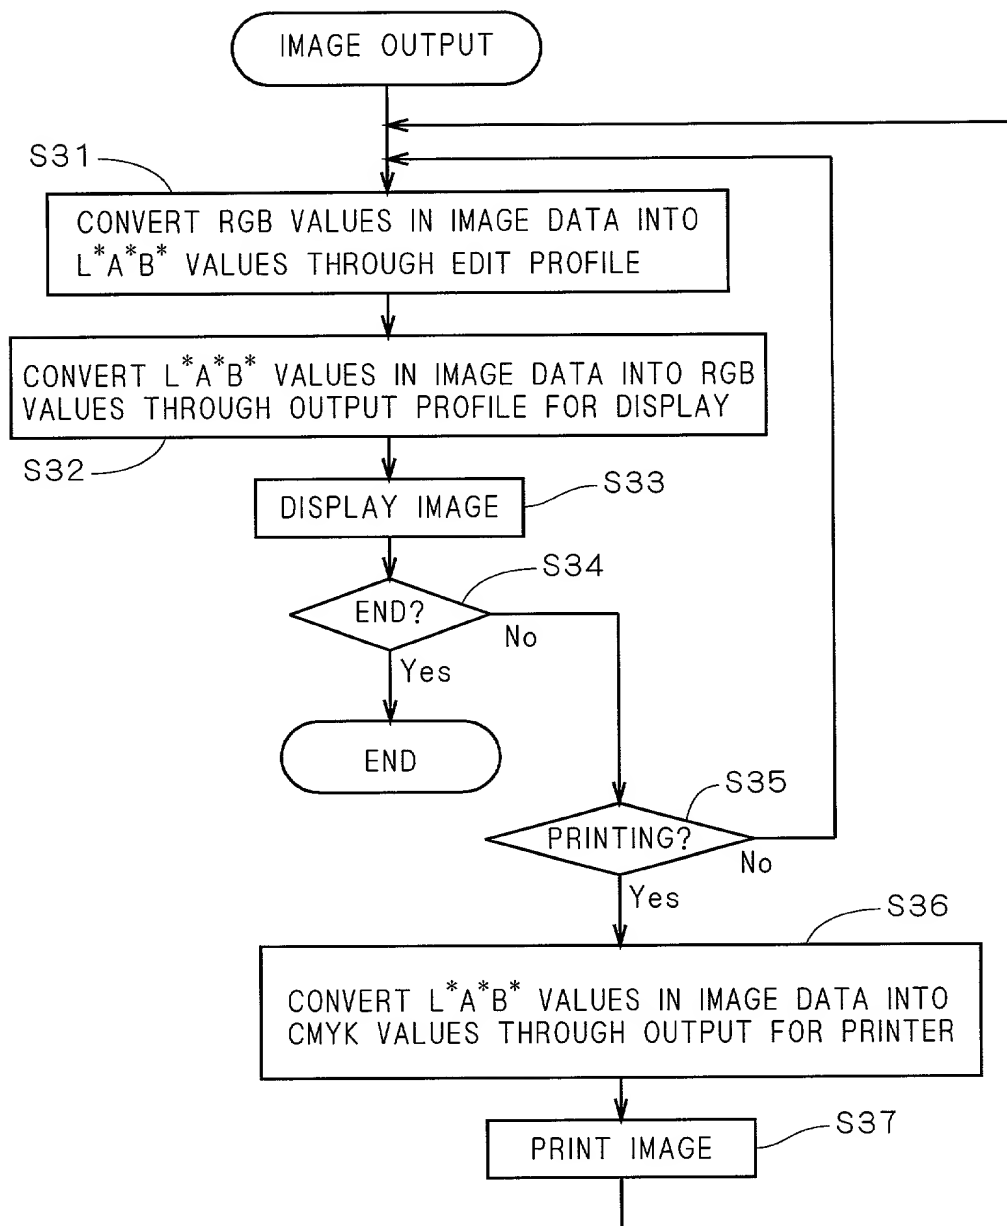 IMAGE OUTPUT
S31
CONVERT RGB VALUES IN IMAGE DATA INTO
L*A*B* VALUES THROUGH EDIT PROFILE
CONVERT L*A*B* VALUES IN IMAGE DATA INTO RGB
VALUES THROUGH OUTPUT PROFILE FOR DISPLAY
S32
S33
DISPLAY IMAGE
S34
END?
No
Yes
END
S35
PRINTING?
No
Yes
S36
CONVERT L*A*B* VALUES IN IMAGE DATA INTO
CMYK VALUES THROUGH OUTPUT FOR PRINTER
S37
PRINT IMAGE